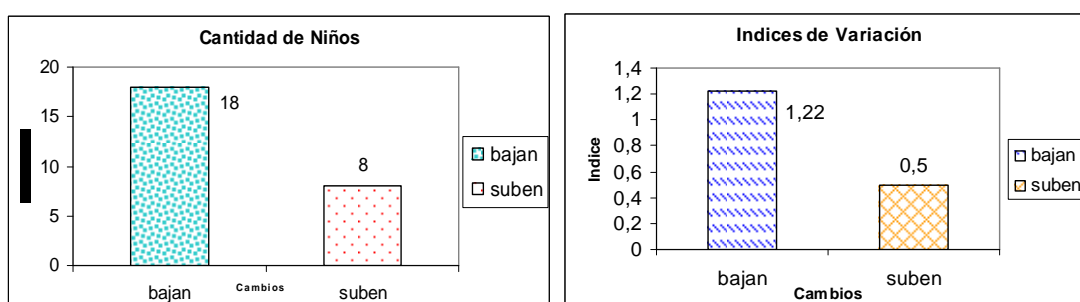 Cantidad de Niños
20
15
10
5
0
18
8
bajan
suben
bajan
Cambios
suben
Indices de Variación
1,4
1,2
1
0,8
0,6
0,4
0,2
0
Indice
1,22
0,5
bajan
suben
bajan
suben
Cambios